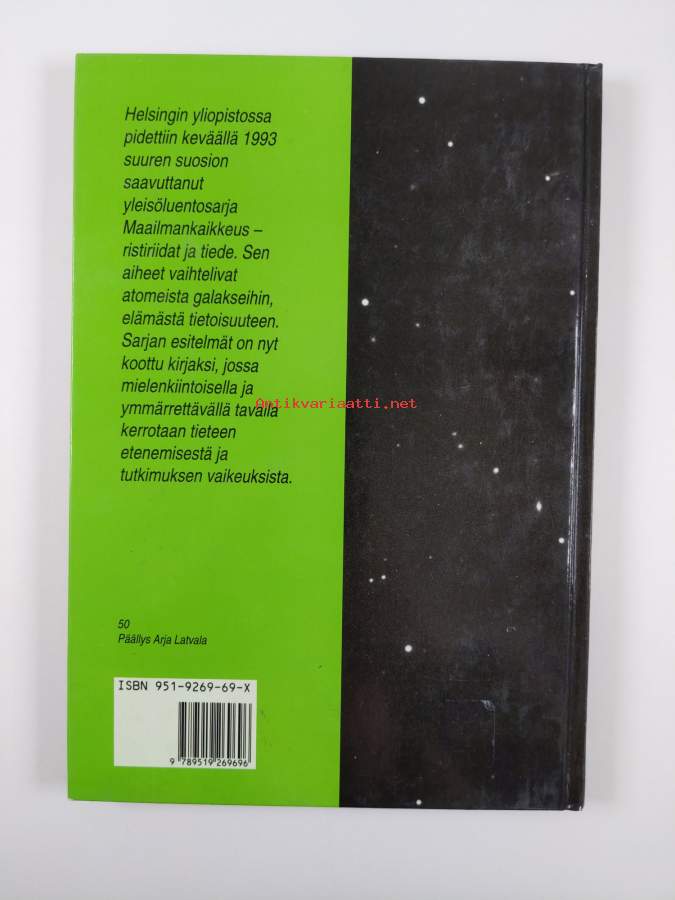 Helsingin yliopistossa
pidettiin keväällä 1993
suuren suosion
saavuttanut
yleisöluentosarja
Maailmankaikkeus –
ristiriidat ja tiede. Sen
aiheet vaihtelivat
atomeista galakseihin,
elämästä tietoisuuteen.
Sarjan esitelmät on nyt
koottu kirjaksi, jossa
mielenkiintoisella ja
Antikvariaatti.net
ymmärrettävällä tavalla
kerrotaan tieteen
etenemisestä ja
tutkimuksen vaikeuksista.
50
Päällys Arja Latvala
ISBN 951-9269-69-X
9 789519 269696